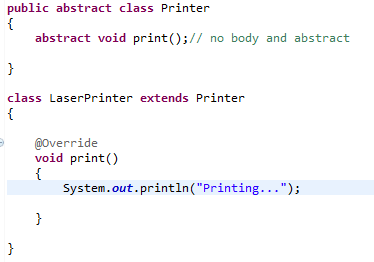 public abstract class Printer
{
    abstract void print();// no body and abstract
}
class LaserPrinter extends Printer
{
    @Override
    void print()
    {
        System.out.println("Printing...");
    }
}